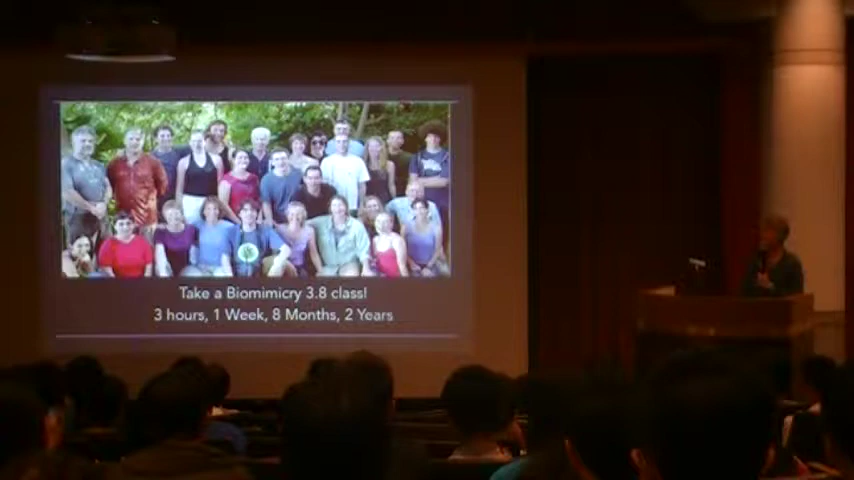 Take a Biomimicry 3.8 class!
3 hours, 1 Week, 8 Months, 2 Years